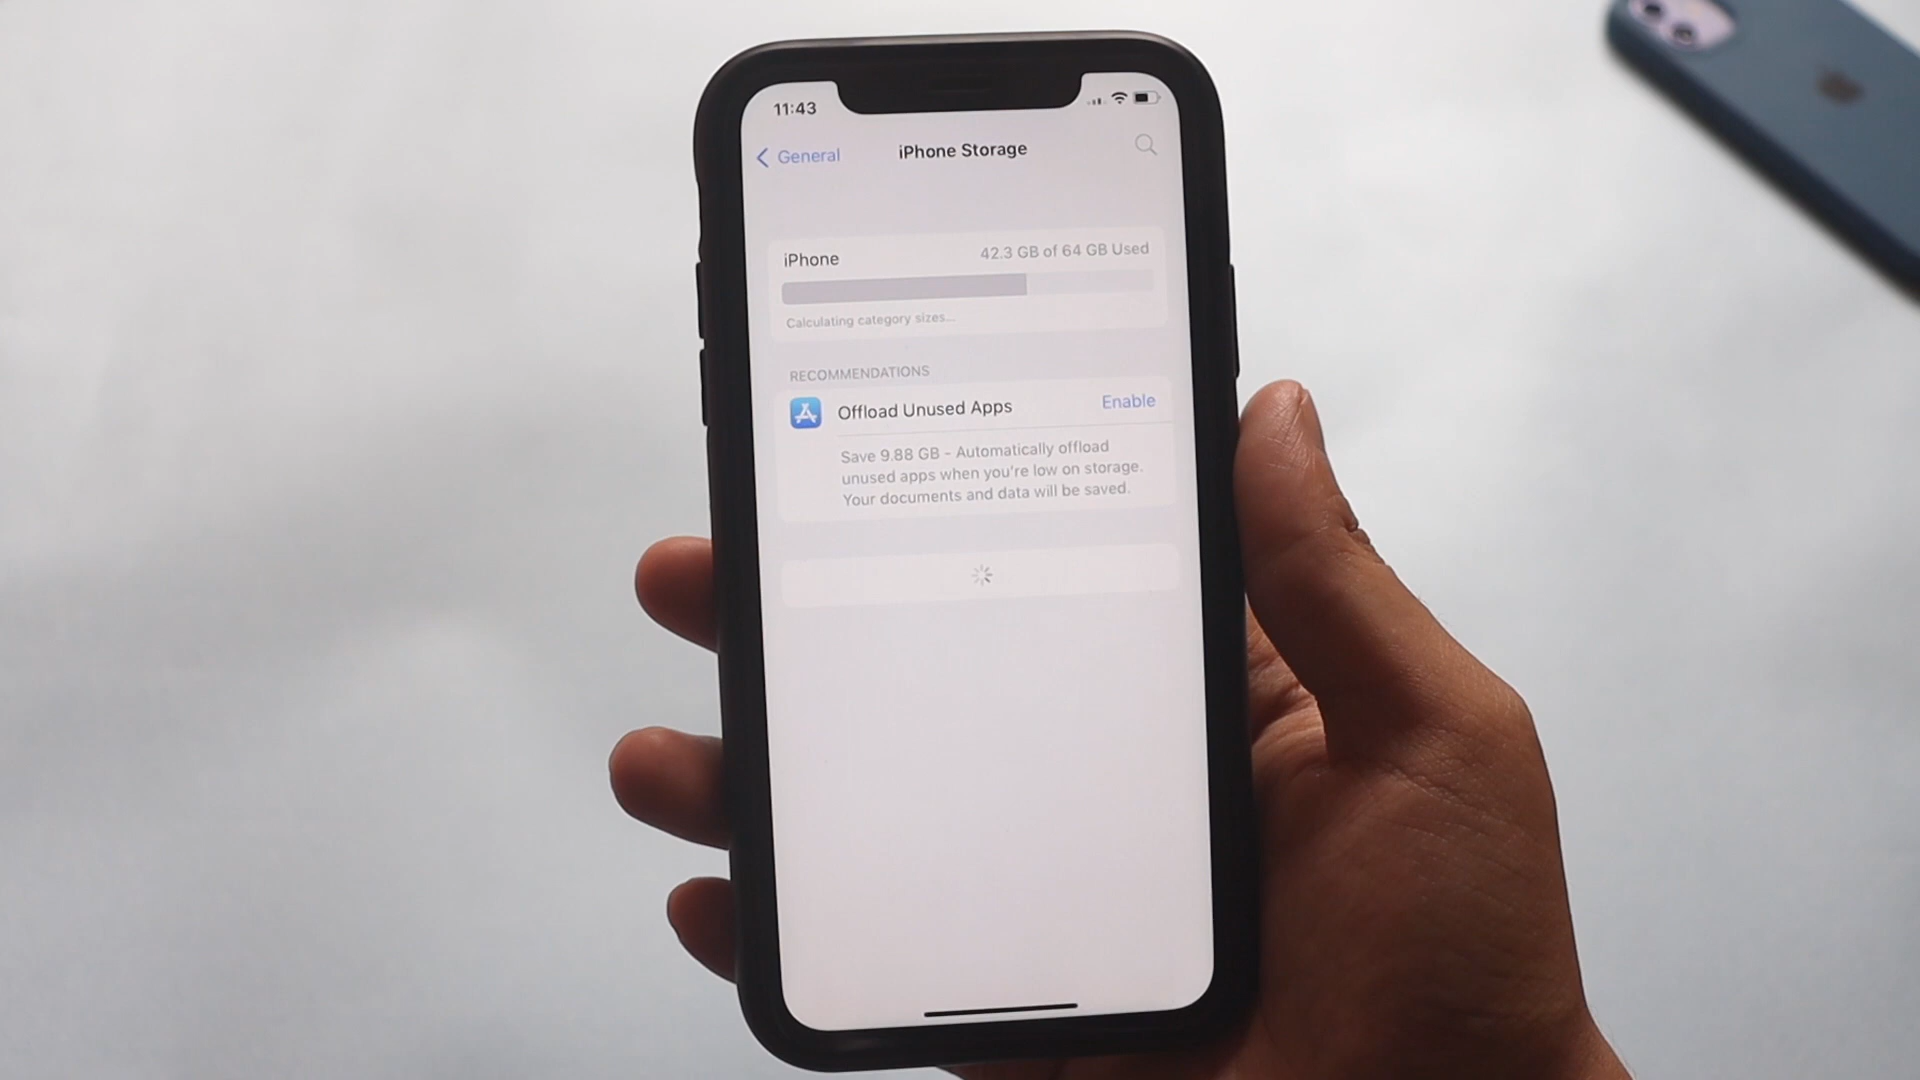 11:43
General
iPhone Storage
iPhone
42.3 GB of 64 GB Used
Calculating category sizes...
RECOMMENDATIONS
Offload Unused Apps
Enable
Save 9.88 GB - Automatically offload
unused apps when you're low on storage.
Your documents and data will be saved.